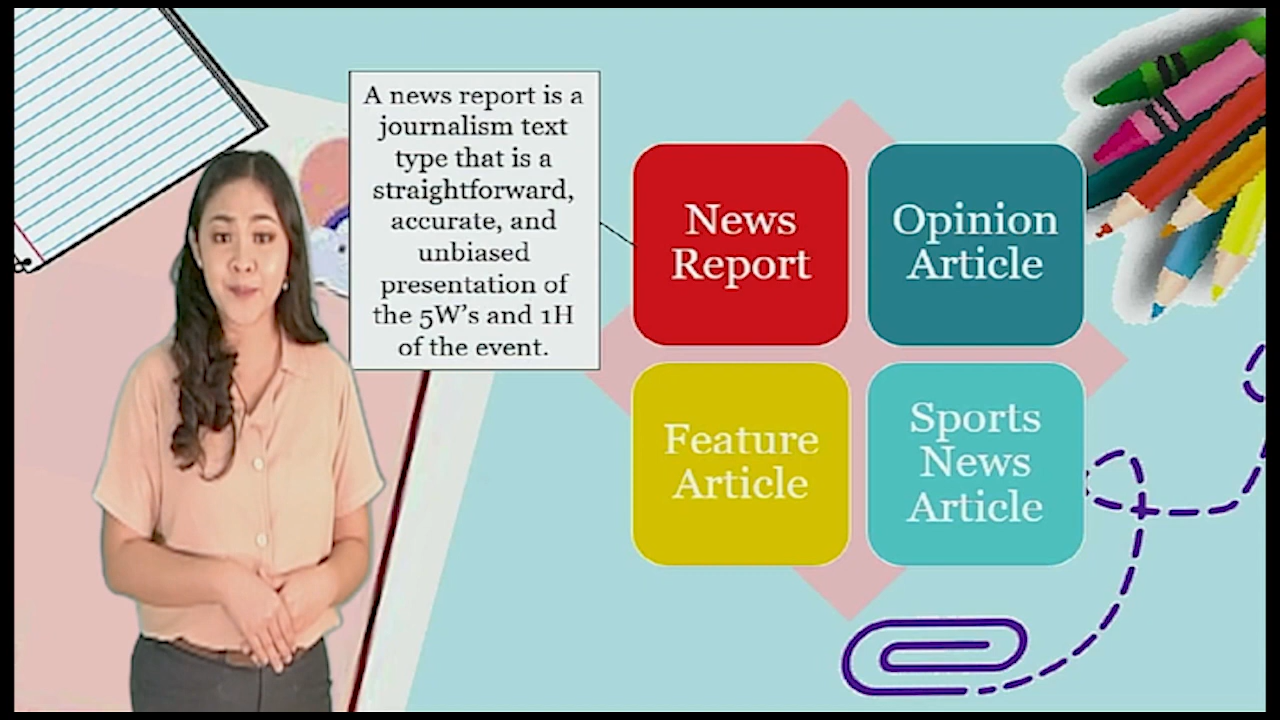 A news report is a
journalism text
type that is a
straightforward,
accurate, and
unbiased
presentation of
the 5W's and 1H
of the event.
News
Report
Opinion
Article
Feature
Article
Sports
News
Article